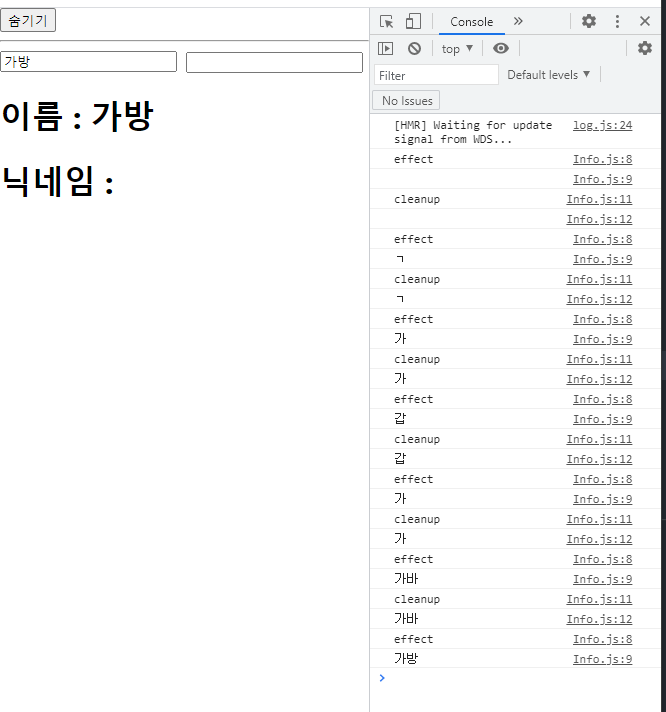 숨기기
가방
이름 : 가방
닉네임 :
Console
top
Filter
Default levels
No Issues
[HMR] Waiting for update log.js:24
signal from WDS...
effect Info.js:8
Info.js:9
cleanup Info.js:11
Info.js:12
effect Info.js:8
ㄱ Info.js:9
cleanup Info.js:11
ㄱ Info.js:12
effect Info.js:8
가 Info.js:9
cleanup Info.js:11
가 Info.js:12
effect Info.js:8
갑 Info.js:9
cleanup Info.js:11
갑 Info.js:12
effect Info.js:8
가 Info.js:9
cleanup Info.js:11
가 Info.js:12
effect Info.js:8
가바 Info.js:9
cleanup Info.js:11
가바 Info.js:12
effect Info.js:8
가방 Info.js:9